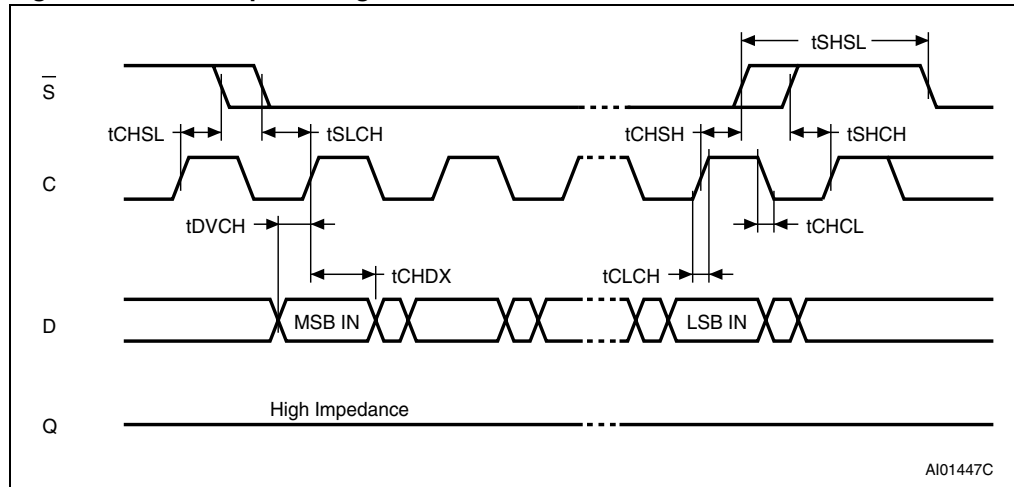 tSHSL
S
tCHSL
tSLCH
tCHSH
tSHCH
C
tDVCH
tCHCL
tCHDX
tCLCH
D
MSB IN
LSB IN
High Impedance
Q
AI01447C